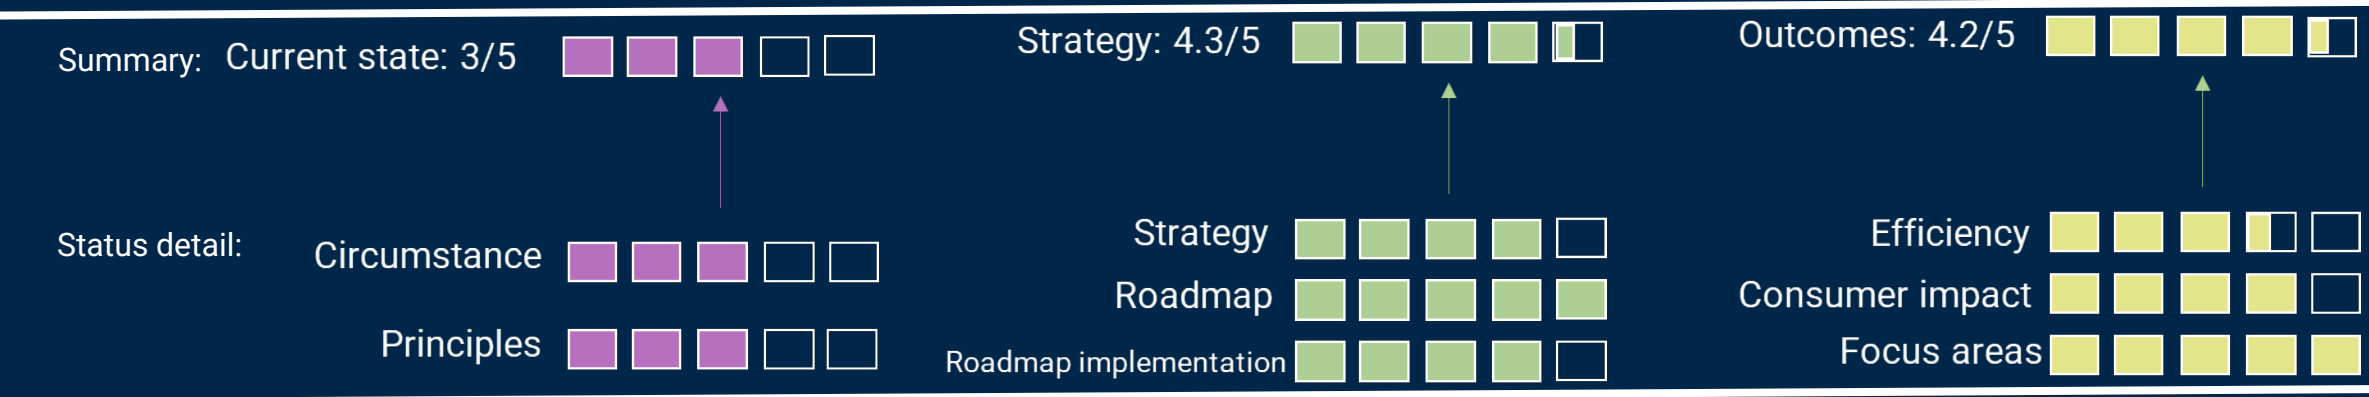 Summary: Current state: 3/5
Strategy: 4.3/5
Outcomes: 4.2/5
Status detail:
Circumstance
Principles
Strategy
Roadmap
Roadmap implementation
Efficiency
Consumer impact
Focus areas